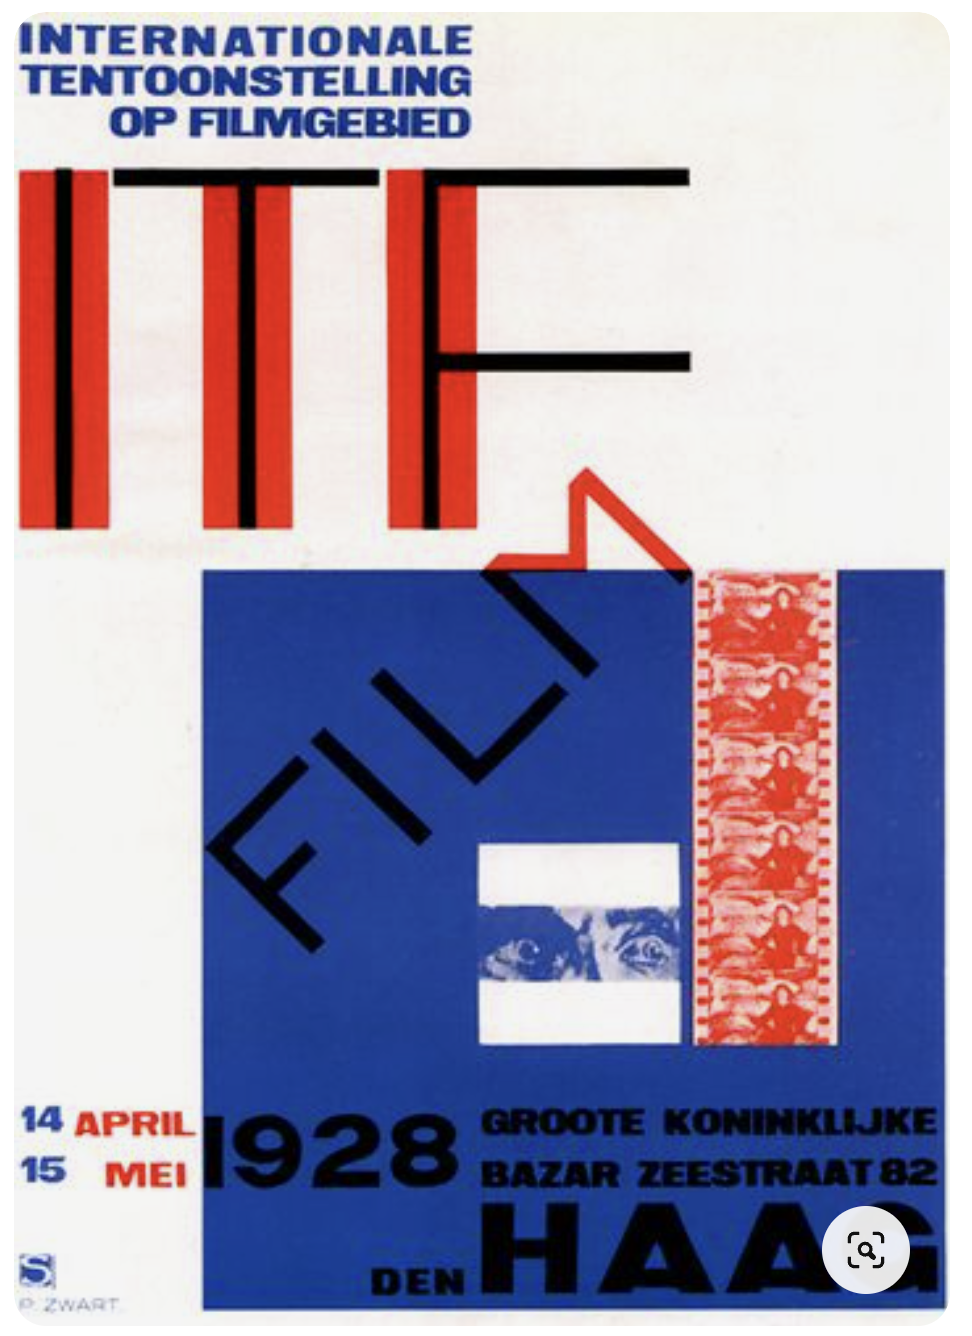 INTERNATIONALE
TENTOONSTELLING
OP FILMGEBIED
ITF
FILM
14 APRIL
15 MEI
1928
GROOTE KONINKLIJKE
BAZAR ZEESTRAAT 82
DEN HAAG
S
P. ZWART